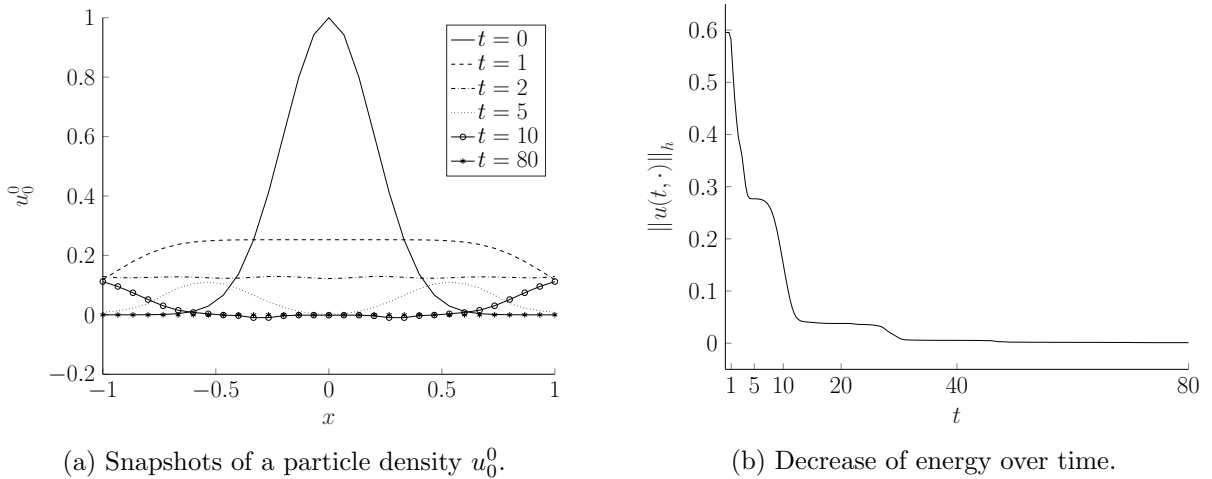 1
0.8
0.6
0.4
0.2
0
−0.2
−1
−0.5
0
0.5
1
x
u_0^0
t = 0
t = 1
t = 2
t = 5
t = 10
t = 80
(a) Snapshots of a particle density u_0^0.
0.6
0.5
0.4
0.3
0.2
0.1
0
1 5 10 20 40 80
t
||u(t, ·)||_h
(b) Decrease of energy over time.